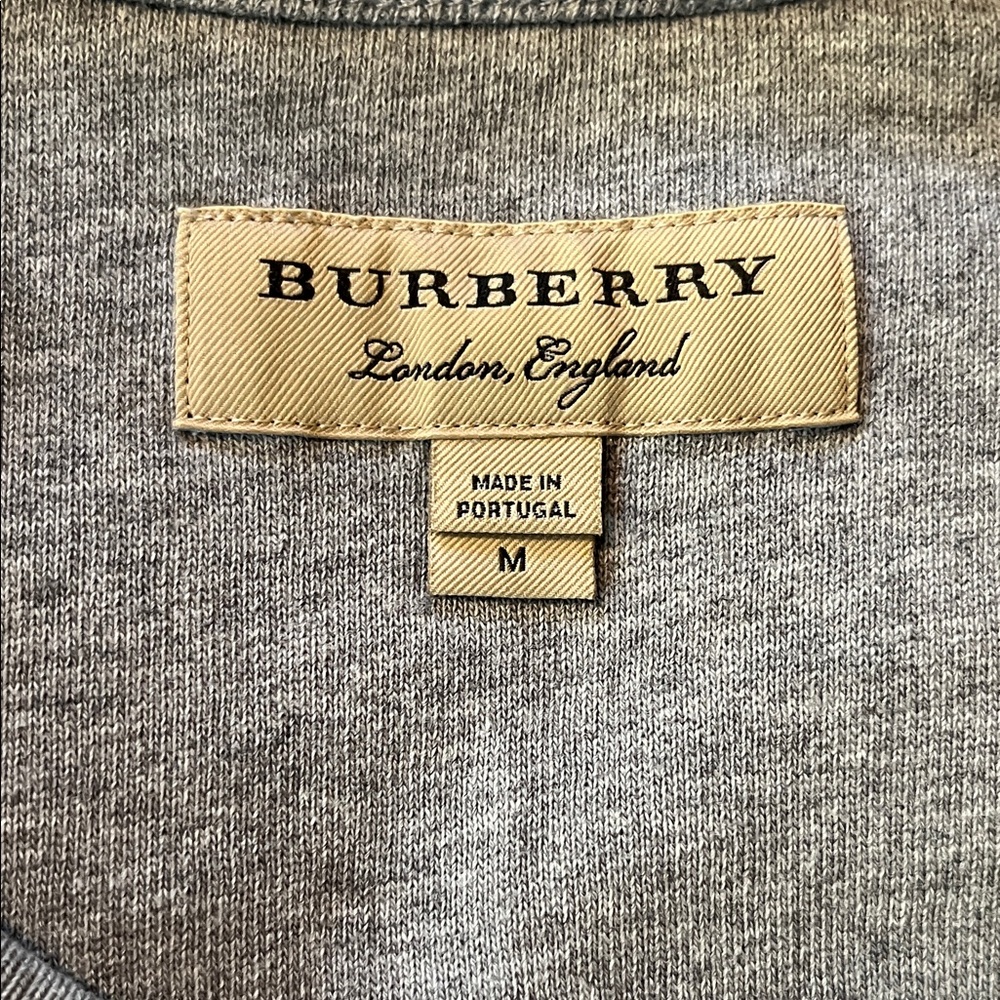 BURBERRY
London, England
MADE IN
PORTUGAL
M